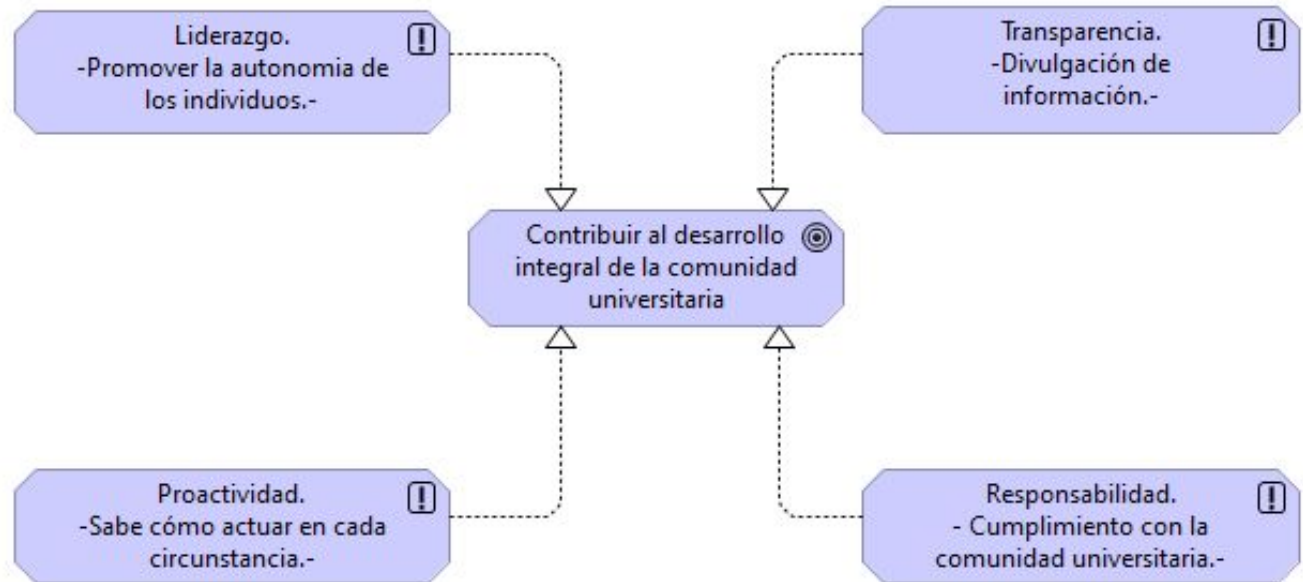 Liderazgo.
-Promover la autonomia de
los individuos.-
Transparencia.
-Divulgación de
información.-
Contribuir al desarrollo
integral de la comunidad
universitaria
Proactividad.
-Sabe cómo actuar en cada
circunstancia.-
Responsabilidad.
- Cumplimiento con la
comunidad universitaria.-